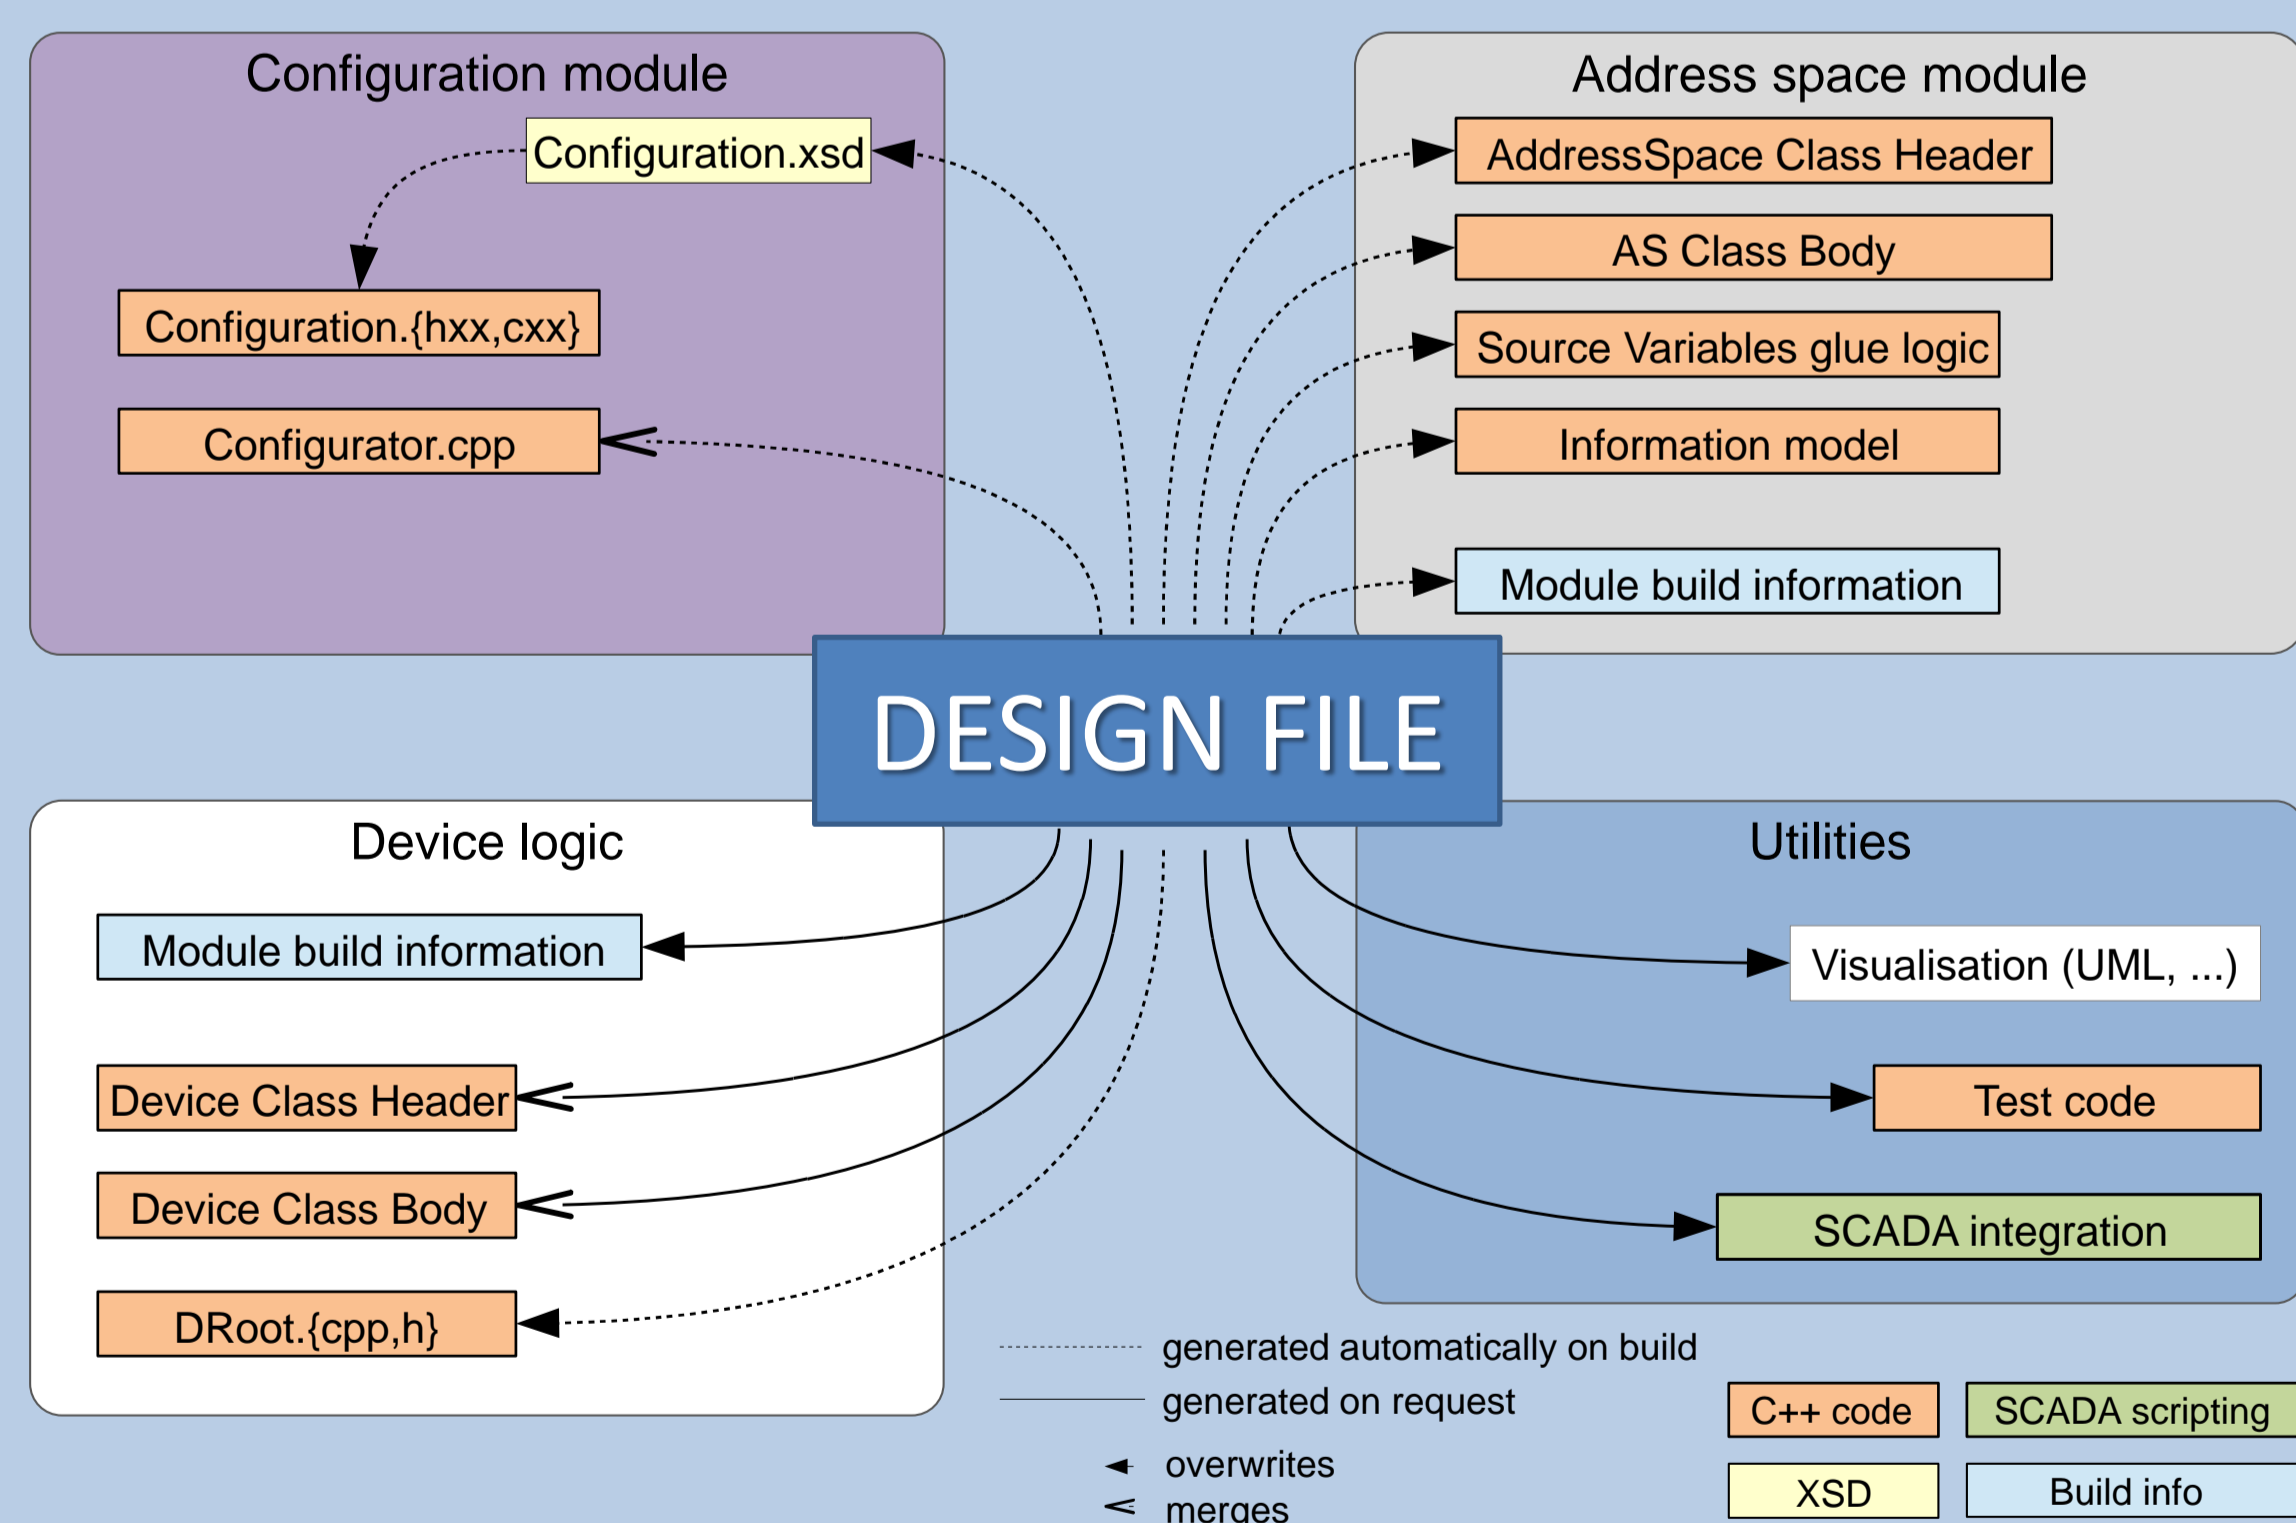 Configuration module
Configuration.xsd
Configuration.{hxx,cxx}
Configurator.cpp
Address space module
AddressSpace Class Header
AS Class Body
Source Variables glue logic
Information model
Module build information
DESIGN FILE
Device logic
Module build information
Device Class Header
Device Class Body
DRoot.{cpp,h}
Utilities
Visualisation (UML, ...)
Test code
SCADA integration
generated automatically on build
generated on request
overwrites
merges
C++ code
SCADA scripting
XSD
Build info